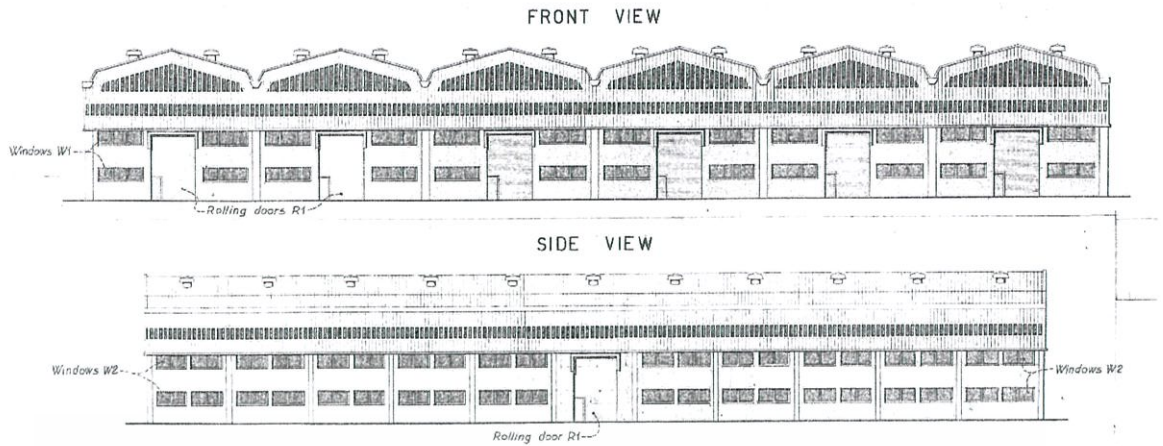 FRONT VIEW
Windows W1
Rolling doors R1
SIDE VIEW
Windows W2
Windows W2
Rolling door R1